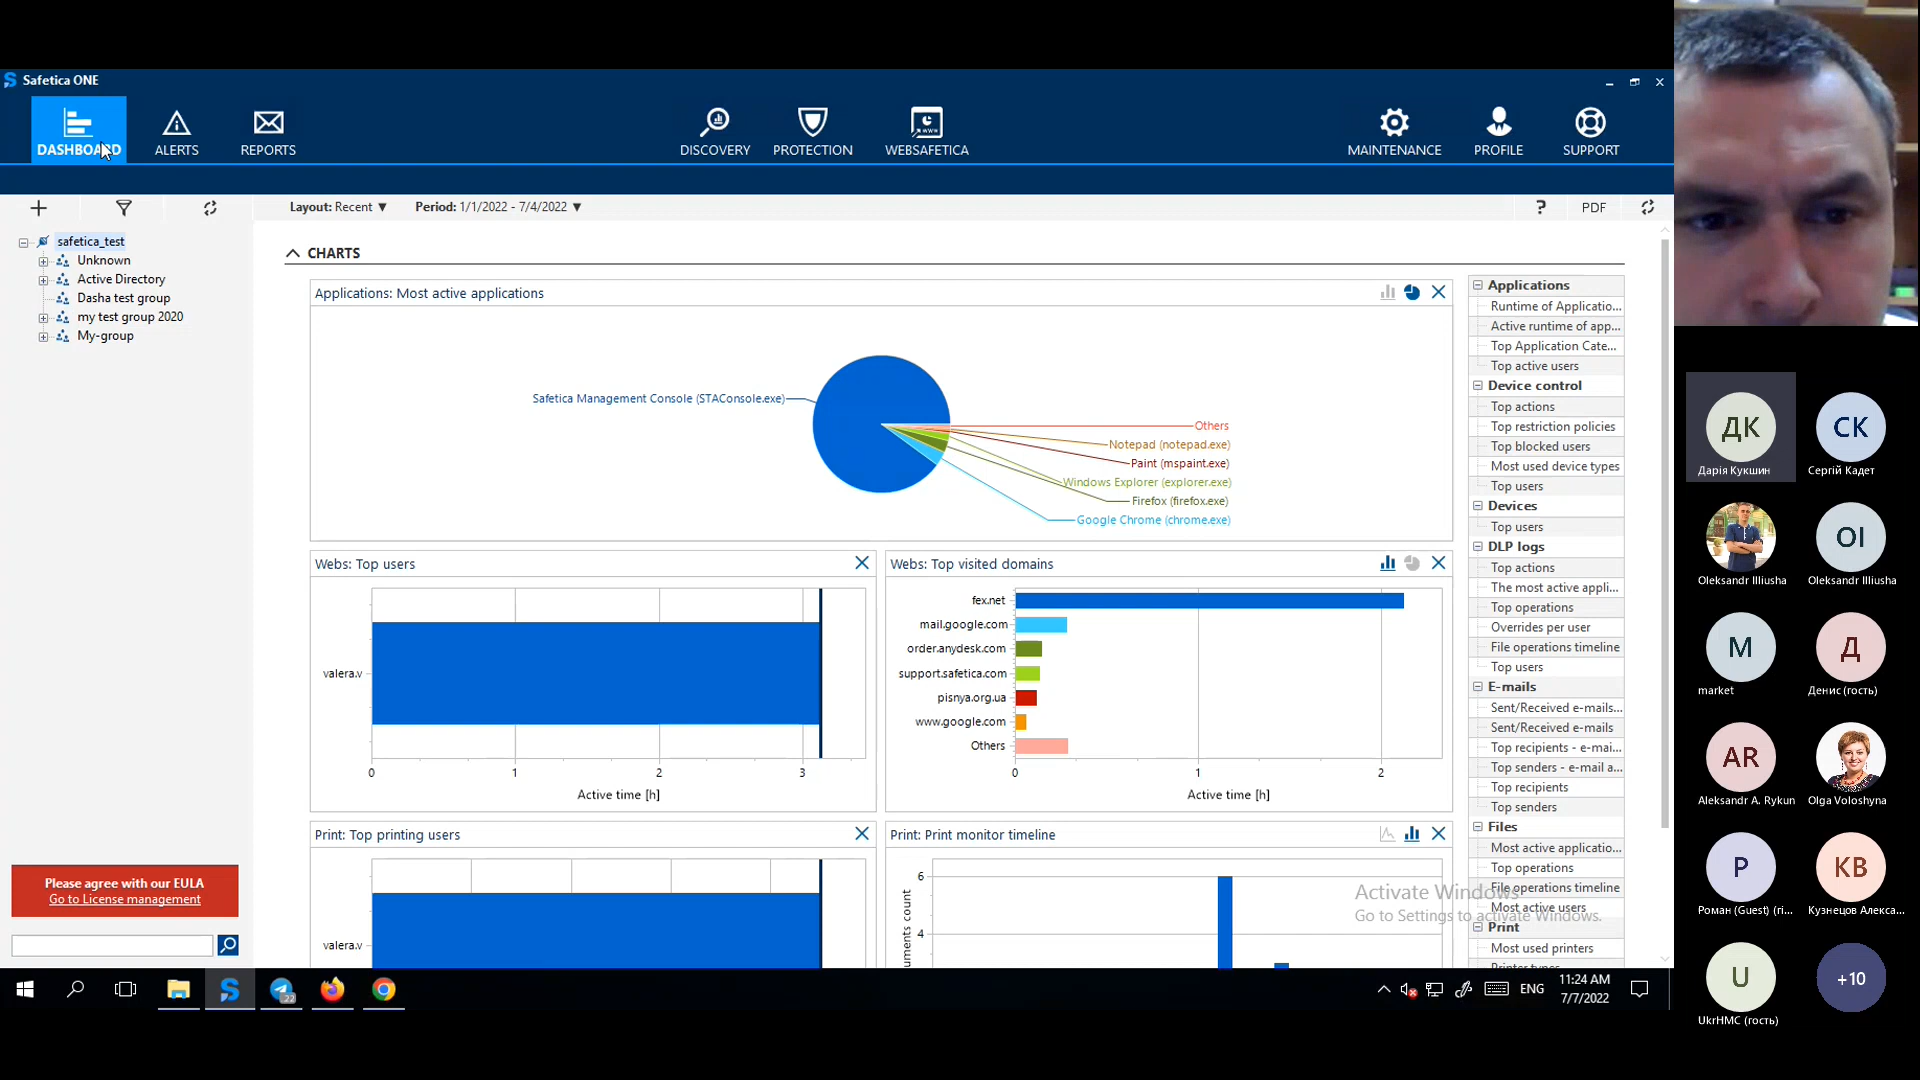 Safetica ONE
DASHBOARD
ALERTS
REPORTS
DISCOVERY
PROTECTION
WEBSAFETICA
MAINTENANCE
PROFILE
SUPPORT
Layout: Recent ▼
Period: 1/1/2022 - 7/4/2022 ▼
?
PDF
safetica_test
Unknown
Active Directory
Dasha test group
my test group 2020
My-group
Please agree with our EULA
Go to License management
CHARTS
Applications: Most active applications
Safetica Management Console (STAConsole.exe)
Others
Notepad (notepad.exe)
Paint (mspaint.exe)
Windows Explorer (explorer.exe)
Firefox (firefox.exe)
Google Chrome (chrome.exe)
Webs: Top users
valera.v
0 1 2 3
Active time [h]
Webs: Top visited domains
fex.net
mail.google.com
order.anydesk.com
support.safetica.com
pisnya.org.ua
www.google.com
Others
0 1 2
Active time [h]
Print: Top printing users
valera.v
Print: Print monitor timeline
6
4
uments count
Applications
Runtime of Applicatio...
Active runtime of app...
Top Application Cate...
Top active users
Device control
Top actions
Top restriction policies
Top blocked users
Most used device types
Top users
Devices
Top users
DLP logs
Top actions
The most active appli...
Top operations
Overrides per user
File operations timeline
Top users
E-mails
Sent/Received e-mails...
Sent/Received e-mails
Top recipients - e-mai...
Top senders - e-mail a...
Top recipients
Top senders
Files
Most active applicatio...
Top operations
File operations timeline
Most active users
Print
Most used printers
Printer types
Activate Windows
Go to Settings to activate Windows.
22
ENG
11:24 AM
7/7/2022
ДК
Дарія Кукшин
СК
Сергій Кадет
Oleksandr Illiusha
OI
Oleksandr Illiusha
M
market
Д
Денис (гость)
AR
Aleksandr A. Rykun
Olga Voloshyna
Р
Роман (Guest) (гі...
КВ
Кузнецов Алекса...
U
UkrHMC (гость)
+10